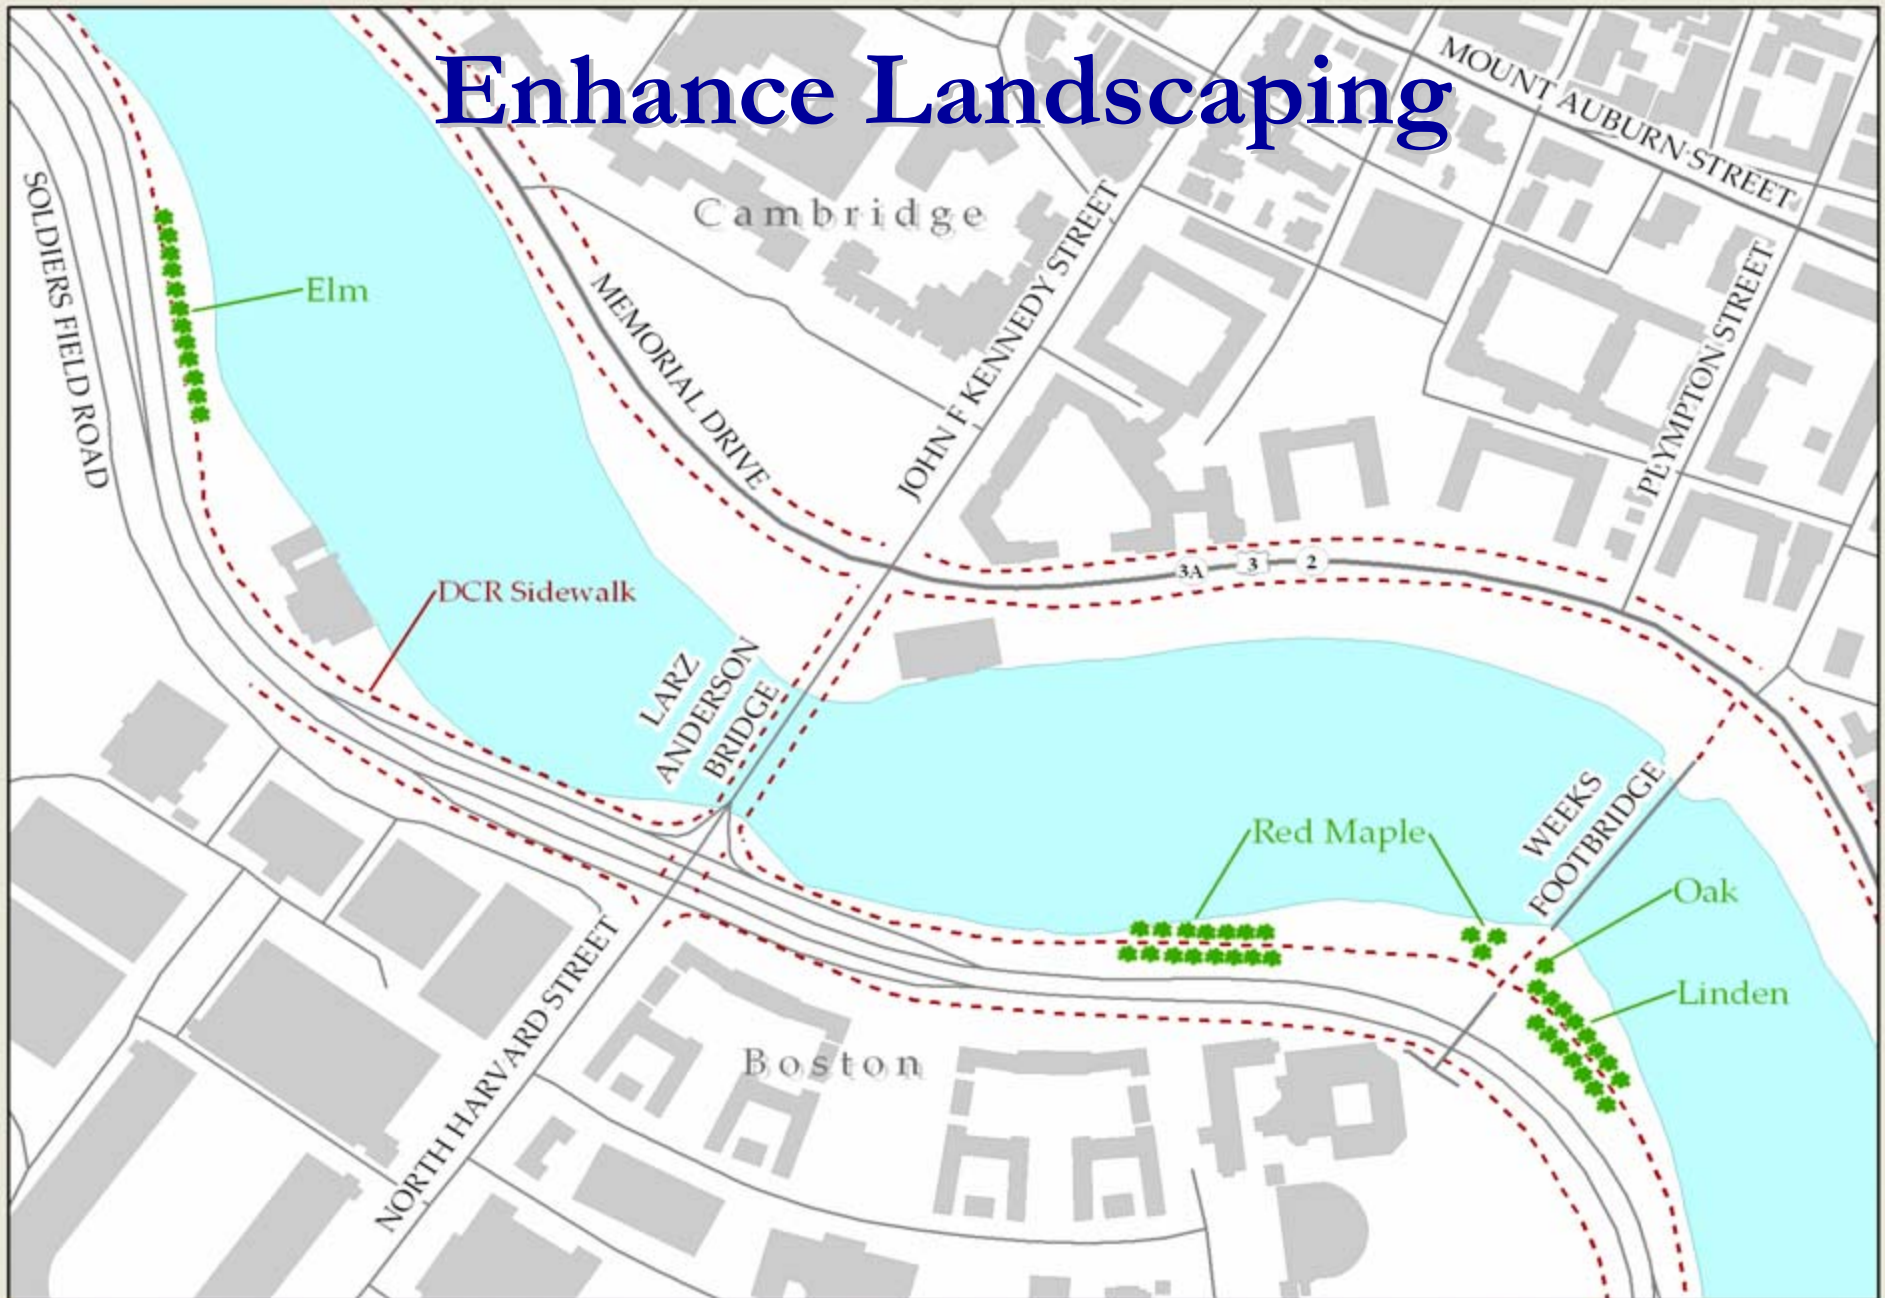 Enhance Landscaping
MOUNT AUBURN STREET
SOLDIERS FIELD ROAD
Cambridge
JOHN F KENNEDY STREET
PLYMPTON STREET
Elm
MEMORIAL DRIVE
3A
3
2
DCR Sidewalk
LARZ
ANDERSON
BRIDGE
WEEKS
FOOTBRIDGE
Red Maple
Oak
Linden
NORTH HARVARD STREET
Boston